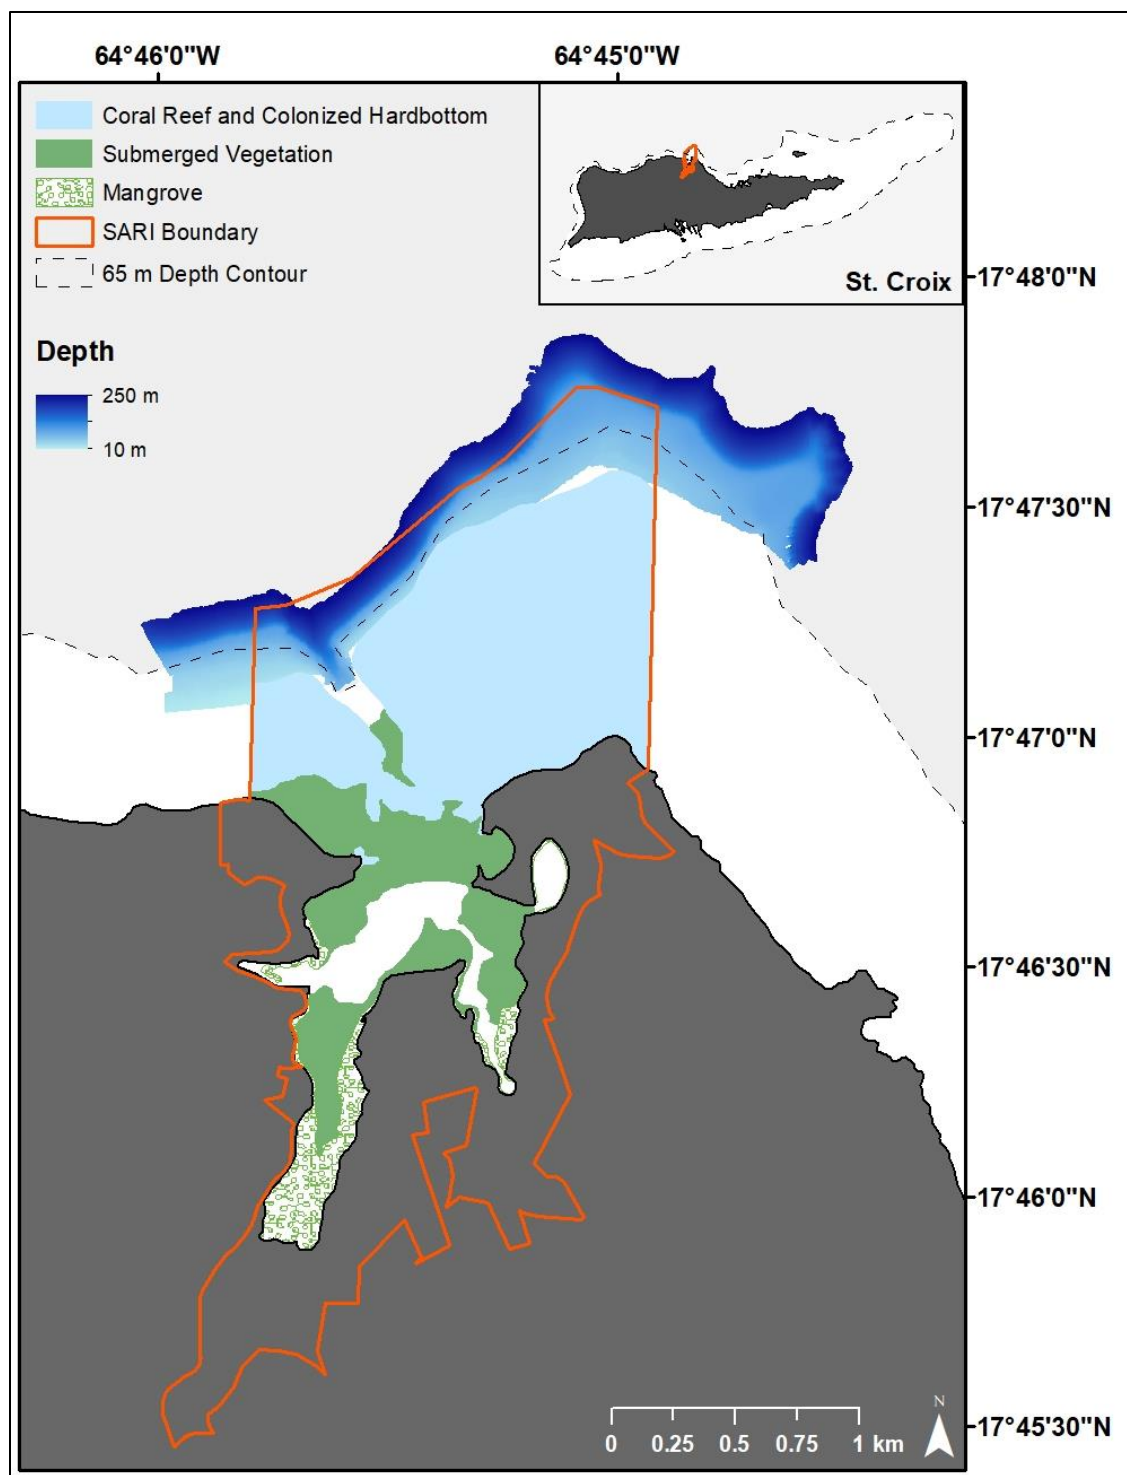 64°46'0"W
64°45'0"W
Coral Reef and Colonized Hardbottom
Submerged Vegetation
Mangrove
SARI Boundary
65 m Depth Contour
St. Croix
Depth
250 m
10 m
17°48'0"N
17°47'30"N
17°47'0"N
17°46'30"N
17°46'0"N
17°45'30"N
N
0 0.25 0.5 0.75 1 km